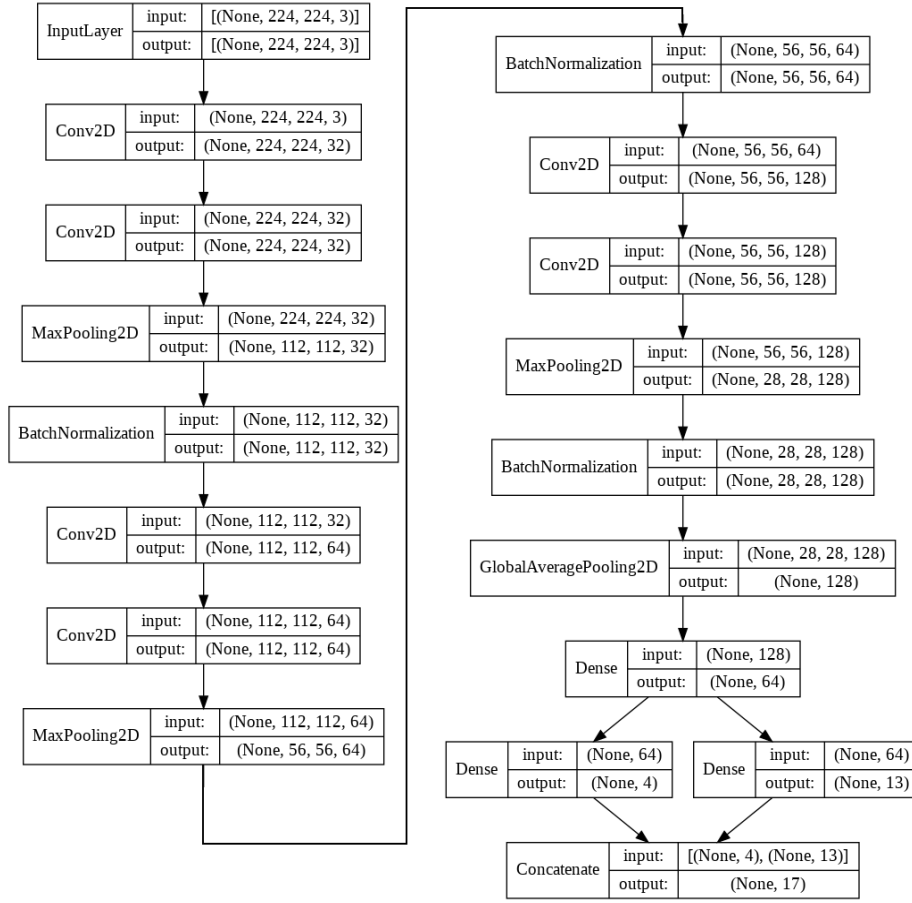 InputLayer input: [(None, 224, 224, 3)]
output: [(None, 224, 224, 3)]
Conv2D input: (None, 224, 224, 3)
output: (None, 224, 224, 32)
Conv2D input: (None, 224, 224, 32)
output: (None, 224, 224, 32)
MaxPooling2D input: (None, 224, 224, 32)
output: (None, 112, 112, 32)
BatchNormalization input: (None, 112, 112, 32)
output: (None, 112, 112, 32)
Conv2D input: (None, 112, 112, 32)
output: (None, 112, 112, 64)
Conv2D input: (None, 112, 112, 64)
output: (None, 112, 112, 64)
MaxPooling2D input: (None, 112, 112, 64)
output: (None, 56, 56, 64)
BatchNormalization input: (None, 56, 56, 64)
output: (None, 56, 56, 64)
Conv2D input: (None, 56, 56, 64)
output: (None, 56, 56, 128)
Conv2D input: (None, 56, 56, 128)
output: (None, 56, 56, 128)
MaxPooling2D input: (None, 56, 56, 128)
output: (None, 28, 28, 128)
BatchNormalization input: (None, 28, 28, 128)
output: (None, 28, 28, 128)
GlobalAveragePooling2D input: (None, 28, 28, 128)
output: (None, 128)
Dense input: (None, 128)
output: (None, 64)
Dense input: (None, 64)
output: (None, 4)
Dense input: (None, 64)
output: (None, 13)
Concatenate input: [(None, 4), (None, 13)]
output: (None, 17)